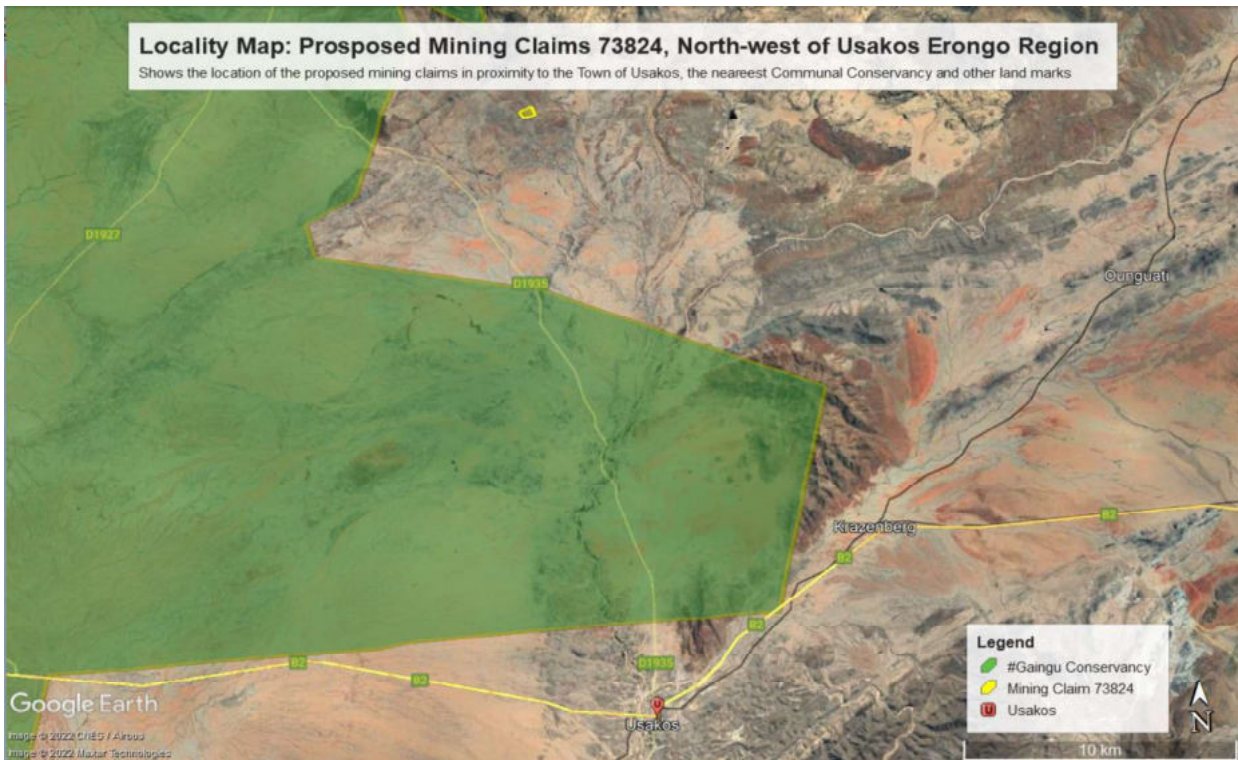 Locality Map: Prosposed Mining Claims 73824, North-west of Usakos Erongo Region
Shows the location of the proposed mining claims in proximity to the Town of Usakos, the neareest Communal Conservancy and other land marks
D1927
D1935
Ounguati
B2
Krazenberg
B2
B2
D1935
B2
B2
Usakos
Legend
#Gaingu Conservancy
Mining Claim 73824
Usakos
N
10 km
Google Earth
Image © 2022 CNES / Airbus
Image © 2022 Maxar Technologies